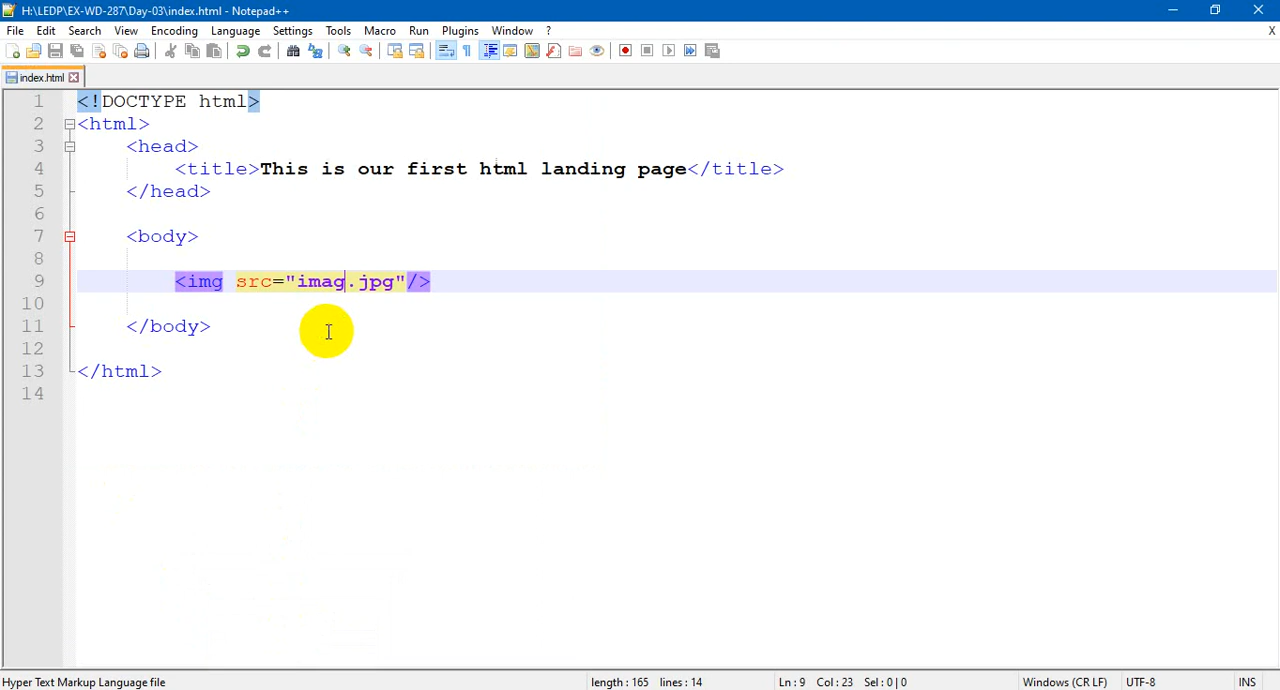 H:\LEDP\EX-WD-287\Day-03\index.html - Notepad++
File Edit Search View Encoding Language Settings Tools Macro Run Plugins Window ? X
index.html
1 <!DOCTYPE html>
2 <html>
3 <head>
4 <title>This is our first html landing page</title>
5 </head>
6
7 <body>
8
9 <img src="imag.jpg"/>
10
11 </body>
12
13 </html>
14
Hyper Text Markup Language file length : 165 lines : 14 Ln : 9 Col : 23 Sel : 0 | 0 Windows (CR LF) UTF-8 INS